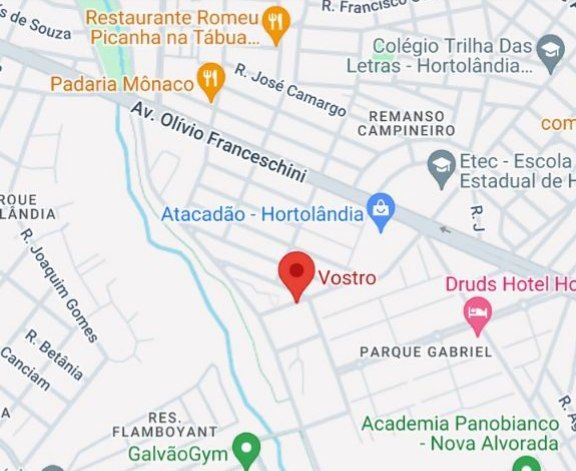 R. Francisco
s de Souza
Restaurante Romeu
Picanha na Tábua...
Colégio Trilha Das
Letras - Hortolândia...
Padaria Mônaco
R. José Camargo
REMANSO
CAMPINEIRO
com
Av. Olívio Franceschini
Etec - Escola
Estadual de H
RQUE
LÂNDIA
Atacadão - Hortolândia
R. J
R. Joaquim Gomes
Vostro
Druds Hotel Ho
R. Betânia
Canciam
PARQUE GABRIEL
A
RES.
FLAMBOYANT
GalvãoGym
Academia Panobianco
- Nova Alvorada